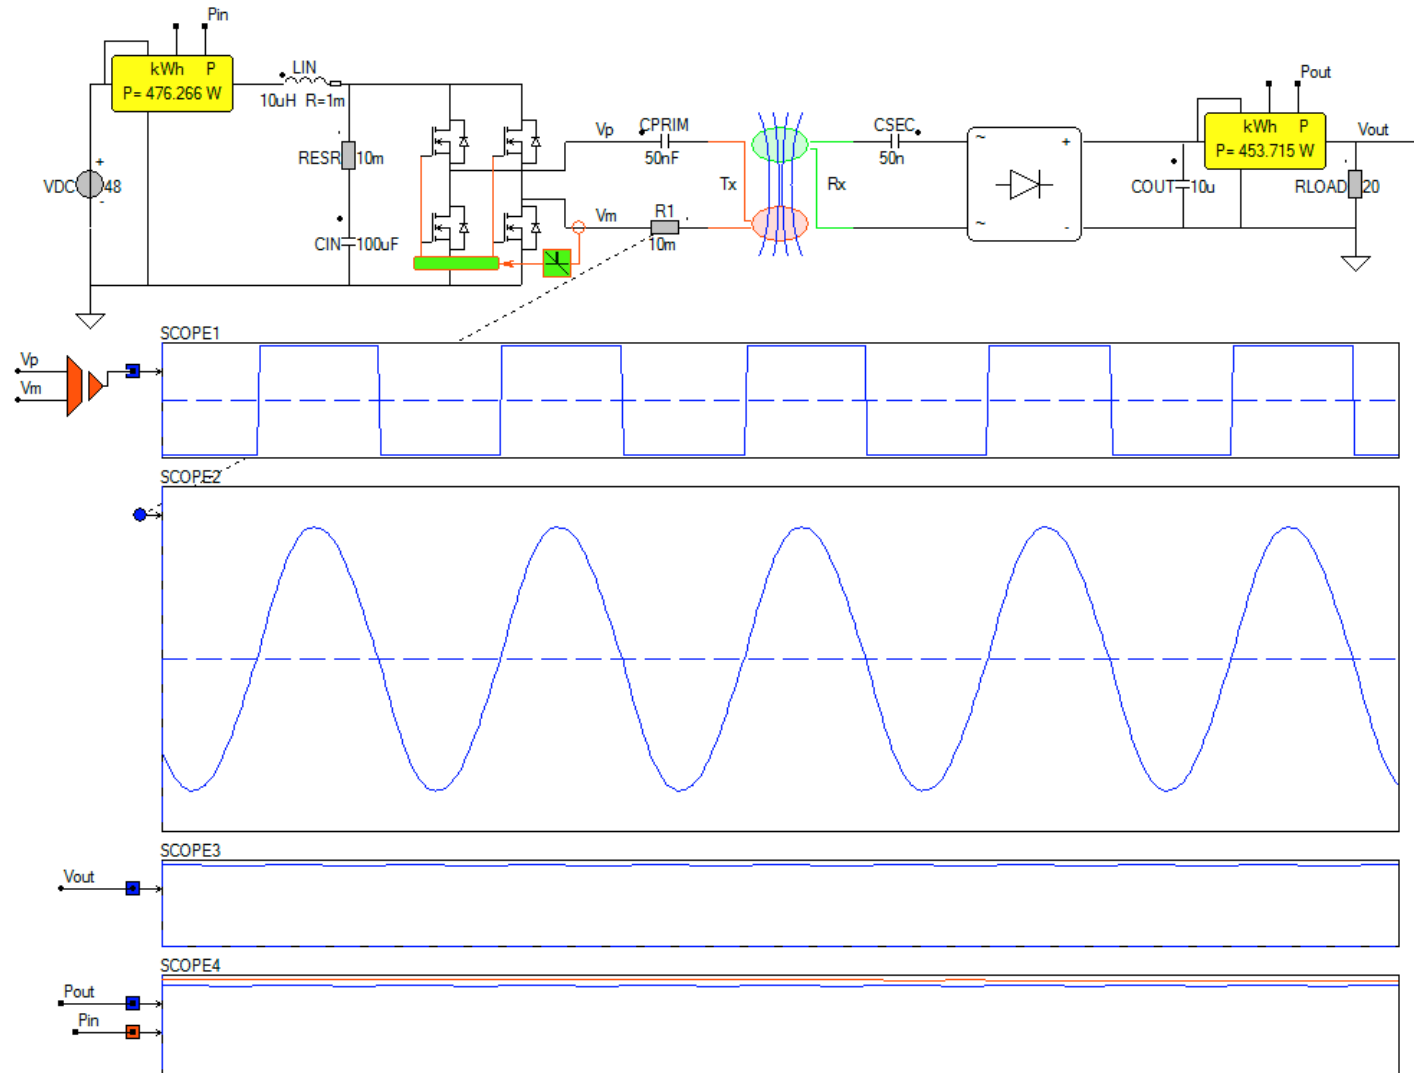 Pin
kWh P
P= 476.266 W
LIN
10uH R=1m
RESR 10m
CIN 100uF
VDC 48
+
-
Vp
CPRIM
50nF
Vm
R1
10m
Tx
Rx
CSEC
50n
~
+
~
-
COUT 10u
Pout
kWh P
P= 453.715 W
Vout
RLOAD 20
SCOPE1
Vp
Vm
SCOPE2
SCOPE3
Vout
SCOPE4
Pout
Pin